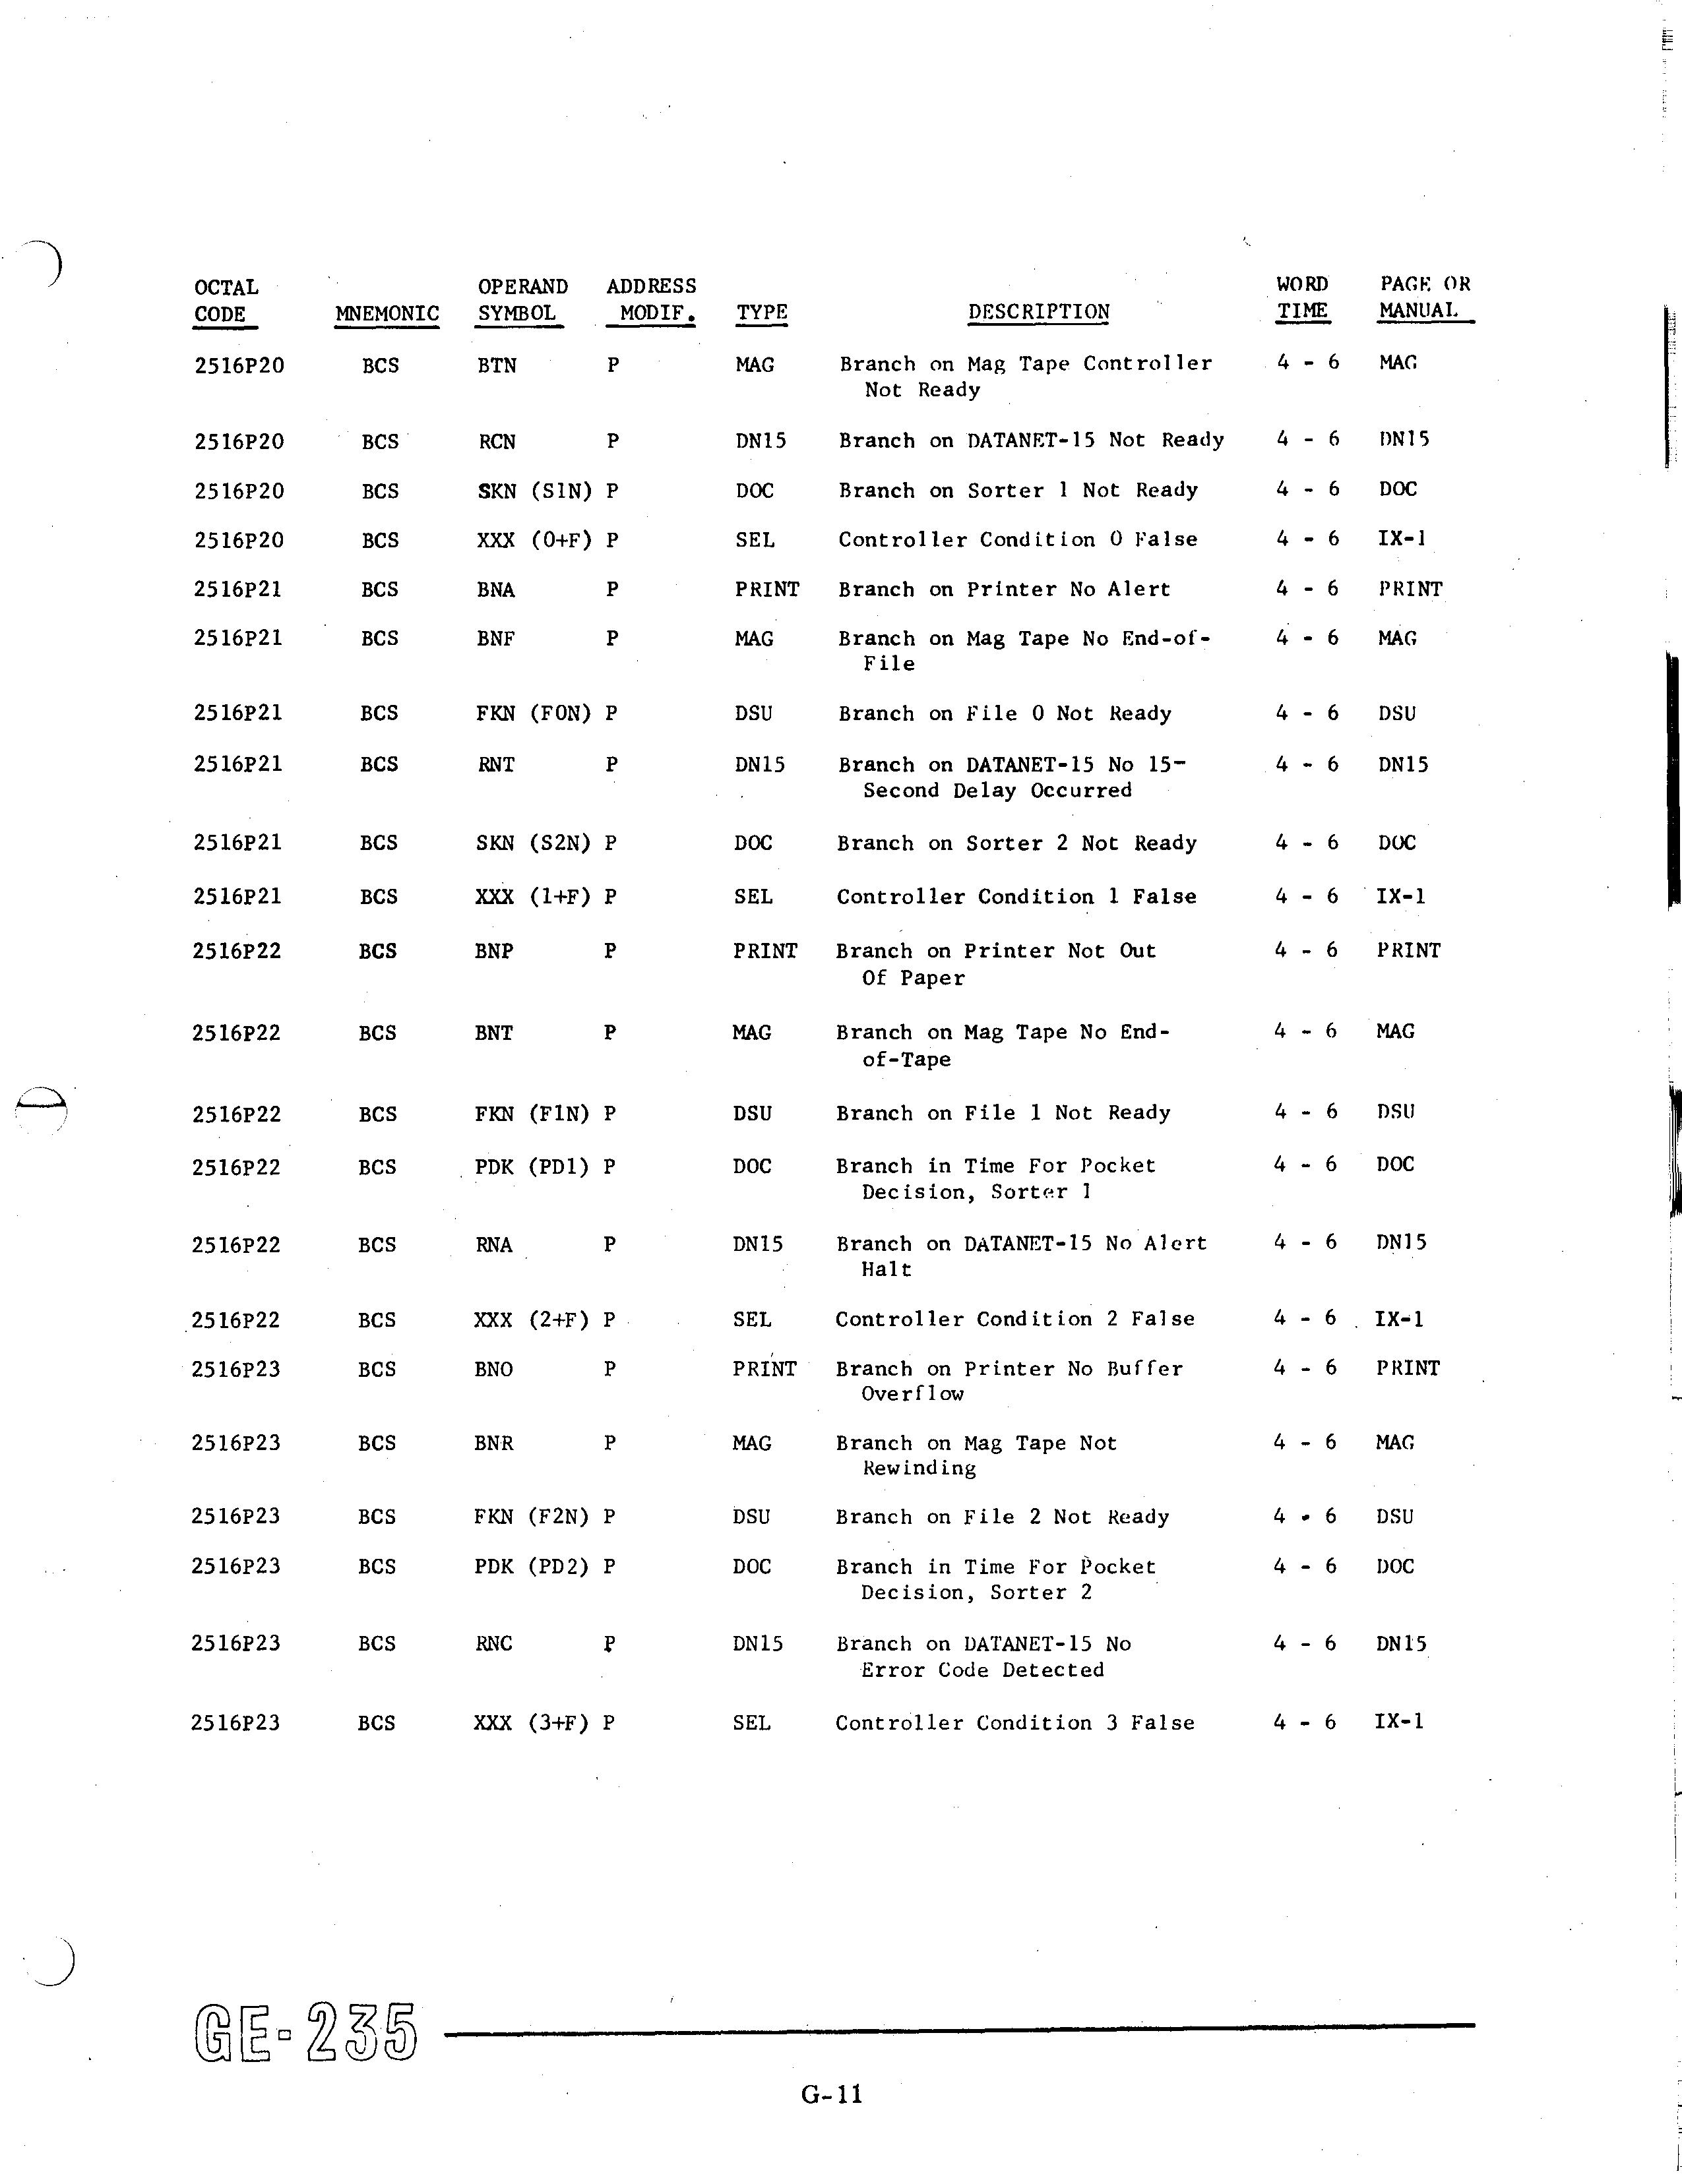 OCTAL OPERAND ADDRESS WORD PAGE OR
CODE MNEMONIC SYMBOL MODIF. TYPE DESCRIPTION TIME MANUAL
2516P20 BCS BTN P MAG Branch on Mag Tape Controller 4 - 6 MAG
Not Ready
2516P20 BCS RCN P DN15 Branch on DATANET-15 Not Ready 4 - 6 DN15
2516P20 BCS SKN (S1N) P DOC Branch on Sorter 1 Not Ready 4 - 6 DOC
2516P20 BCS XXX (0+F) P SEL Controller Condition 0 False 4 - 6 IX-1
2516P21 BCS BNA P PRINT Branch on Printer No Alert 4 - 6 PRINT
2516P21 BCS BNF P MAG Branch on Mag Tape No End-of- 4 - 6 MAG
File
2516P21 BCS FKN (F0N) P DSU Branch on File 0 Not Ready 4 - 6 DSU
2516P21 BCS RNT P DN15 Branch on DATANET-15 No 15- 4 - 6 DN15
Second Delay Occurred
2516P21 BCS SKN (S2N) P DOC Branch on Sorter 2 Not Ready 4 - 6 DOC
2516P21 BCS XXX (1+F) P SEL Controller Condition 1 False 4 - 6 IX-1
2516P22 BCS BNP P PRINT Branch on Printer Not Out 4 - 6 PRINT
Of Paper
2516P22 BCS BNT P MAG Branch on Mag Tape No End- 4 - 6 MAG
of-Tape
2516P22 BCS FKN (F1N) P DSU Branch on File 1 Not Ready 4 - 6 DSU
2516P22 BCS PDK (PD1) P DOC Branch in Time For Pocket 4 - 6 DOC
Decision, Sorter 1
2516P22 BCS RNA P DN15 Branch on DATANET-15 No Alert 4 - 6 DN15
Halt
2516P22 BCS XXX (2+F) P SEL Controller Condition 2 False 4 - 6 IX-1
2516P23 BCS BNO P PRINT Branch on Printer No Buffer 4 - 6 PRINT
Overflow
2516P23 BCS BNR P MAG Branch on Mag Tape Not 4 - 6 MAG
Rewinding
2516P23 BCS FKN (F2N) P DSU Branch on File 2 Not Ready 4 - 6 DSU
2516P23 BCS PDK (PD2) P DOC Branch in Time For Pocket 4 - 6 DOC
Decision, Sorter 2
2516P23 BCS RNC P DN15 Branch on DATANET-15 No 4 - 6 DN15
Error Code Detected
2516P23 BCS XXX (3+F) P SEL Controller Condition 3 False 4 - 6 IX-1
GE-235
G-11